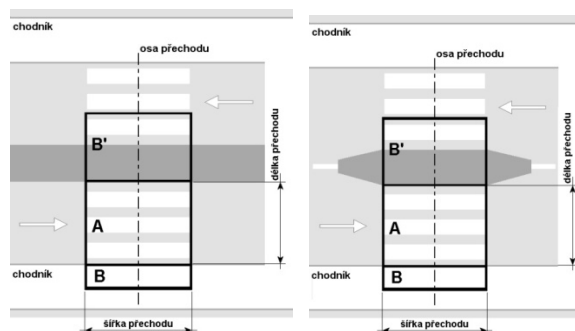 chodník
osa přechodu
B'
délka přechodu
A
chodník
B
šířka přechodu
chodník
osa přechodu
B'
délka přechodu
A
chodník
B
šířka přechodu